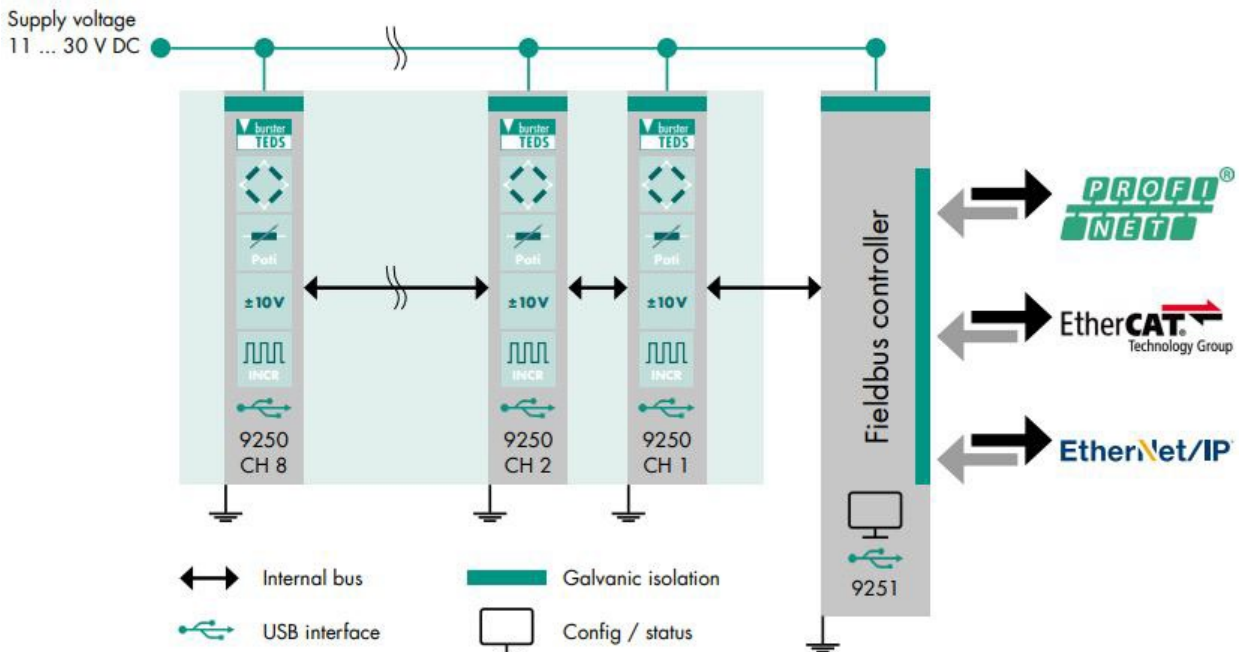 Supply voltage
11 ... 30 V DC
burster
TEDS
burster
TEDS
burster
TEDS
Poti
Poti
Poti
±10V
±10V
±10V
INCR
INCR
INCR
9250
CH 8
9250
CH 2
9250
CH 1
Fieldbus controller
9251
PROFI®
NET
EtherCAT®
Technology Group
EtherNet/IP
Internal bus
Galvanic isolation
USB interface
Config / status